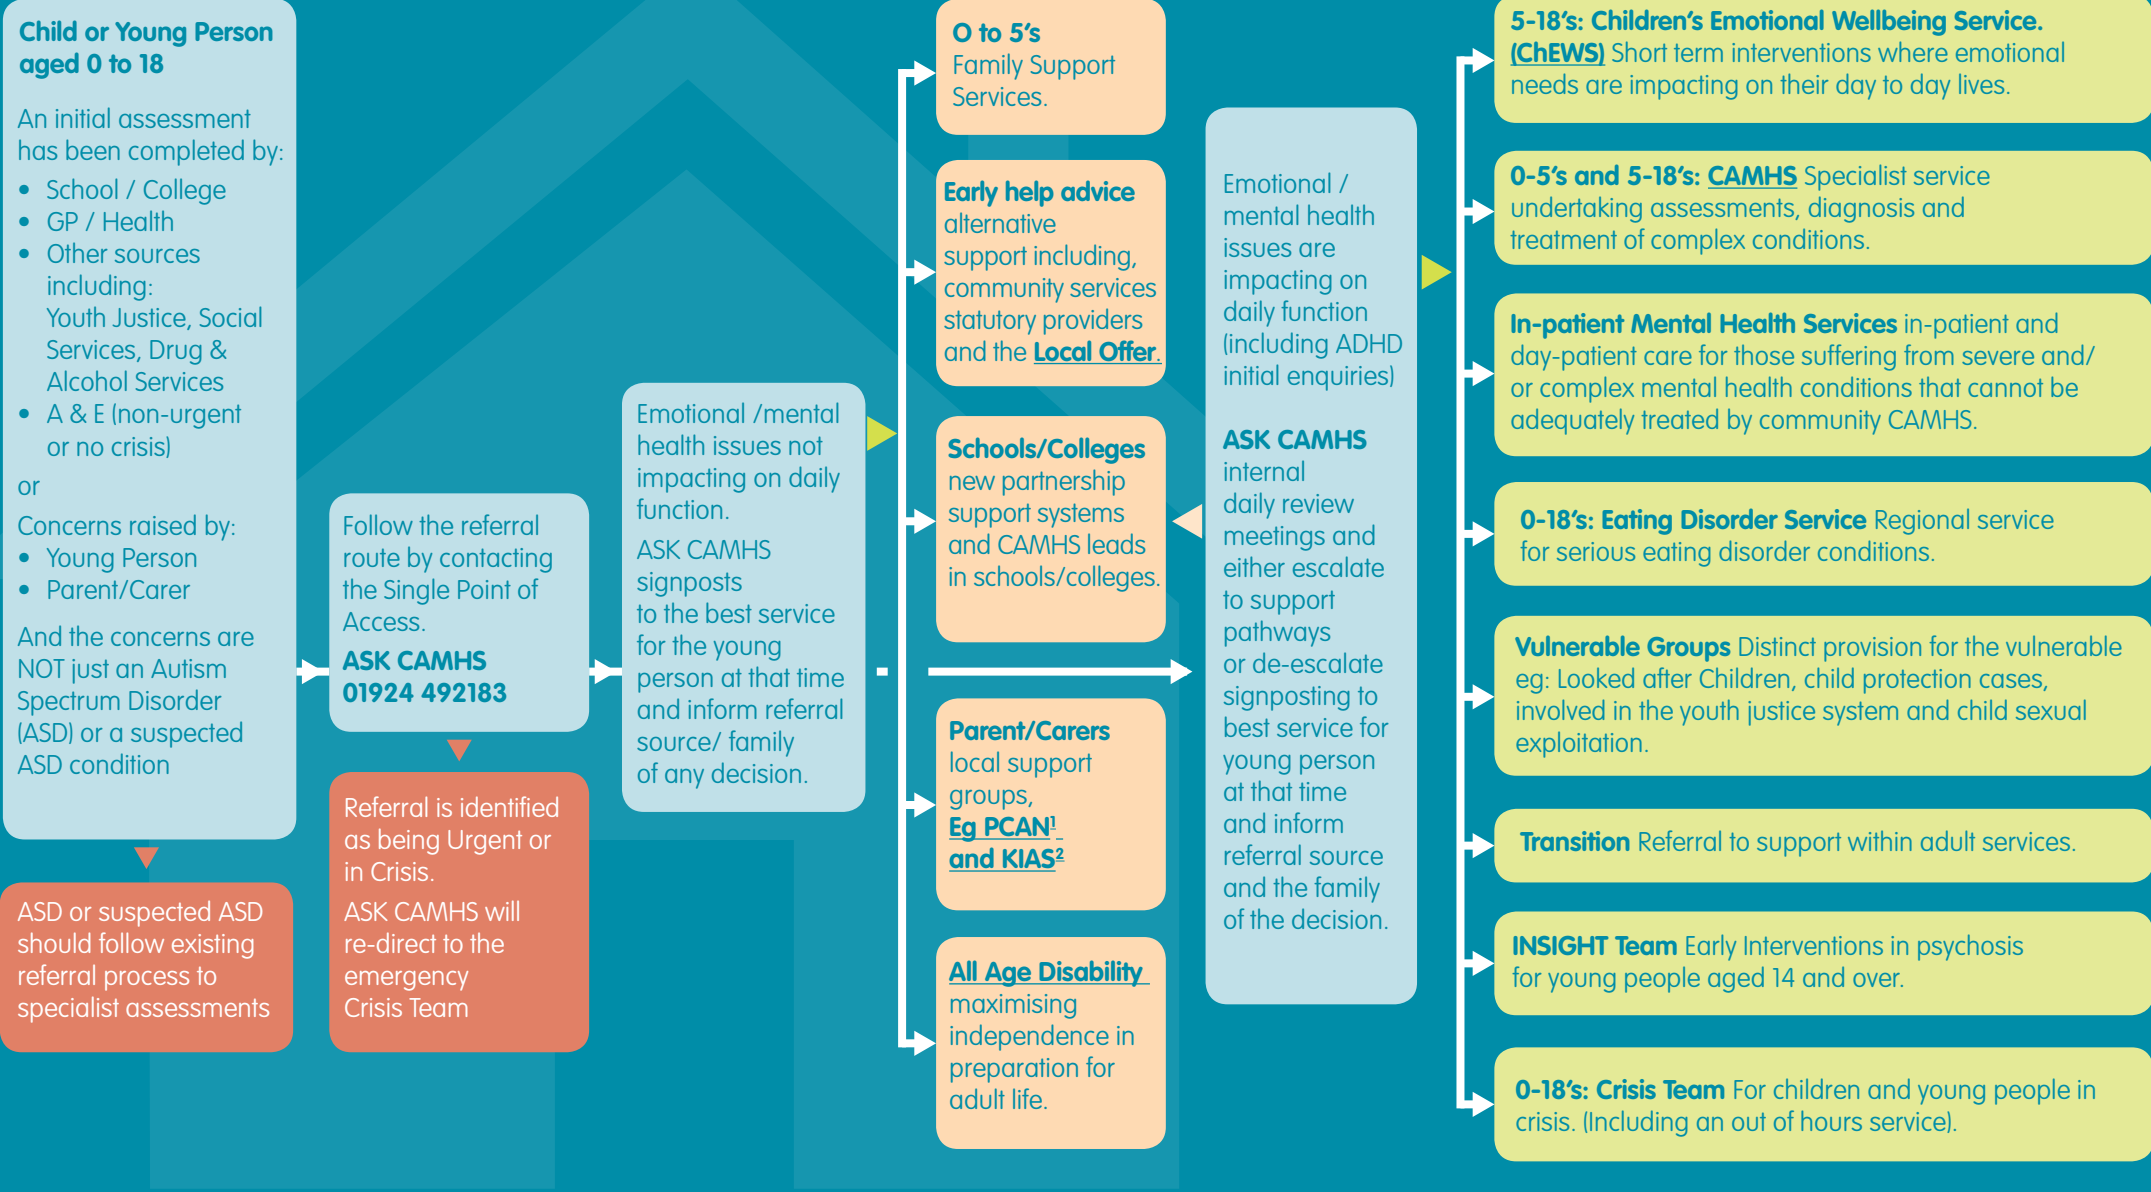 Child or Young Person
aged 0 to 18
An initial assessment
has been completed by:
• School / College
• GP / Health
• Other sources
including:
Youth Justice, Social
Services, Drug &
Alcohol Services
• A & E (non-urgent
or no crisis)
or
Concerns raised by:
• Young Person
• Parent/Carer
And the concerns are
NOT just an Autism
Spectrum Disorder
(ASD) or a suspected
ASD condition
ASD or suspected ASD
should follow existing
referral process to
specialist assessments
Follow the referral
route by contacting
the Single Point of
Access.
ASK CAMHS
01924 492183
Referral is identified
as being Urgent or
in Crisis.
ASK CAMHS will
re-direct to the
emergency
Crisis Team
Emotional /mental
health issues not
impacting on daily
function.
ASK CAMHS
signposts
to the best service
for the young
person at that time
and inform referral
source/ family
of any decision.
O to 5's
Family Support
Services.
Early help advice
alternative
support including,
community services
statutory providers
and the Local Offer.
Schools/Colleges
new partnership
support systems
and CAMHS leads
in schools/colleges.
Parent/Carers
local support
groups,
Eg PCAN¹
and KIAS²
All Age Disability
maximising
independence in
preparation for
adult life.
Emotional /
mental health
issues are
impacting on
daily function
(including ADHD
initial enquiries)
ASK CAMHS
internal
daily review
meetings and
either escalate
to support
pathways
or de-escalate
signposting to
best service for
young person
at that time
and inform
referral source
and the family
of the decision.
5-18's: Children's Emotional Wellbeing Service.
(ChEWS) Short term interventions where emotional
needs are impacting on their day to day lives.
0-5's and 5-18's: CAMHS Specialist service
undertaking assessments, diagnosis and
treatment of complex conditions.
In-patient Mental Health Services in-patient and
day-patient care for those suffering from severe and/
or complex mental health conditions that cannot be
adequately treated by community CAMHS.
0-18's: Eating Disorder Service Regional service
for serious eating disorder conditions.
Vulnerable Groups Distinct provision for the vulnerable
eg: Looked after Children, child protection cases,
involved in the youth justice system and child sexual
exploitation.
Transition Referral to support within adult services.
INSIGHT Team Early Interventions in psychosis
for young people aged 14 and over.
0-18's: Crisis Team For children and young people in
crisis. (Including an out of hours service).